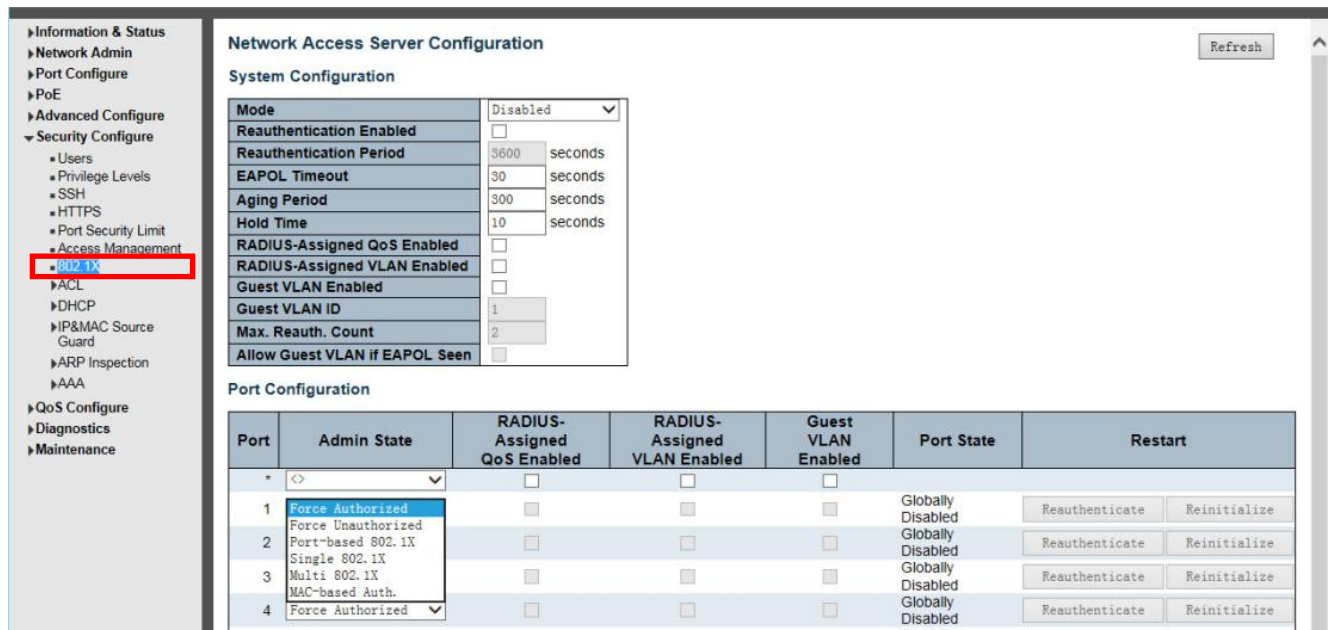 Information & Status
Network Admin
Port Configure
PoE
Advanced Configure
Security Configure
Users
Privilege Levels
SSH
HTTPS
Port Security Limit
Access Management
802.1X
ACL
DHCP
IP&MAC Source
Guard
ARP Inspection
AAA
QoS Configure
Diagnostics
Maintenance
Network Access Server Configuration
Refresh
System Configuration
Mode Disabled
Reauthentication Enabled
Reauthentication Period 3600 seconds
EAPOL Timeout 30 seconds
Aging Period 300 seconds
Hold Time 10 seconds
RADIUS-Assigned QoS Enabled
RADIUS-Assigned VLAN Enabled
Guest VLAN Enabled
Guest VLAN ID 1
Max. Reauth. Count 2
Allow Guest VLAN if EAPOL Seen
Port Configuration
Port Admin State RADIUS-Assigned QoS Enabled RADIUS-Assigned VLAN Enabled Guest VLAN Enabled Port State Restart
* <>
1 Globally Disabled Reauthenticate Reinitialize
Force Authorized
Force Unauthorized
Port-based 802.1X
Single 802.1X
Multi 802.1X
MAC-based Auth.
2 Globally Disabled Reauthenticate Reinitialize
3 Globally Disabled Reauthenticate Reinitialize
4 Force Authorized Globally Disabled Reauthenticate Reinitialize